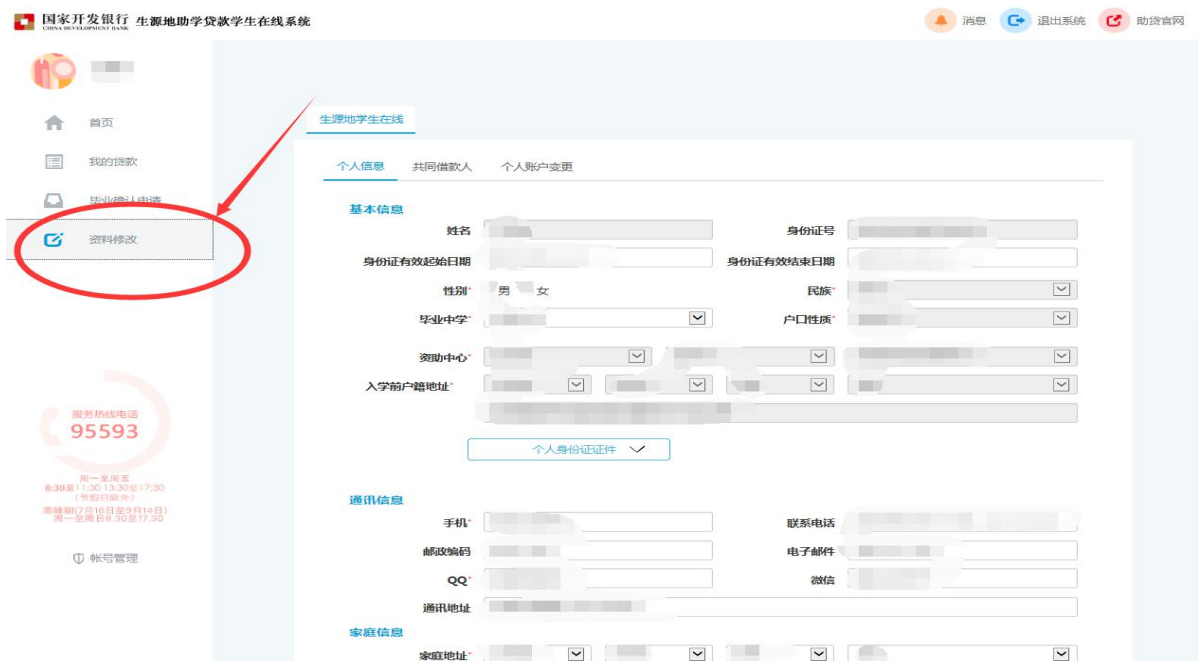 国家开发银行 生源地助学贷款学生在线系统
CHINA DEVELOPMENT BANK
消息 退出系统 助贷官网
首页
我的贷款
毕业确认申请
资料修改
服务热线电话
95593
周一至周五
8:30至11:30 13:30至17:30
(节假日除外)
高峰期(7月16日至9月14日)
周一至周日8:30至17:30
帐号管理
生源地学生在线
个人信息 共同借款人 个人账户变更
基本信息
姓名 身份证号
身份证有效起始日期 身份证有效结束日期
性别* 男 女 民族*
毕业中学* 户口性质*
资助中心*
入学前户籍地址*
个人身份证证件
通讯信息
手机* 联系电话
邮政编码 电子邮件
QQ* 微信
通讯地址
家庭信息
家庭地址*